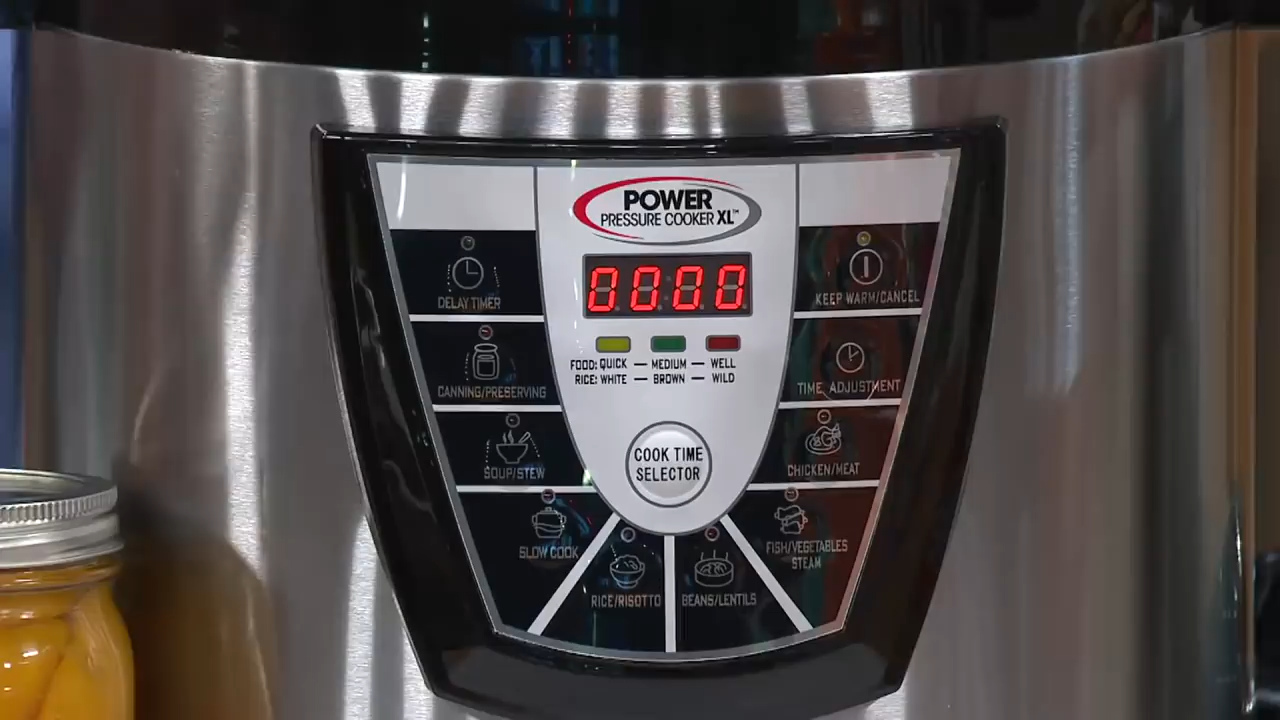 POWER
PRESSURE COOKER XL™
0000
DELAY TIMER
KEEP WARM/CANCEL
FOOD: QUICK — MEDIUM — WELL
RICE: WHITE — BROWN — WILD
CANNING/PRESERVING
TIME ADJUSTMENT
COOK TIME
SELECTOR
SOUP/STEW
CHICKEN/MEAT
SLOW COOK
FISH/VEGETABLES
STEAM
RICE/RISOTTO
BEANS/LENTILS